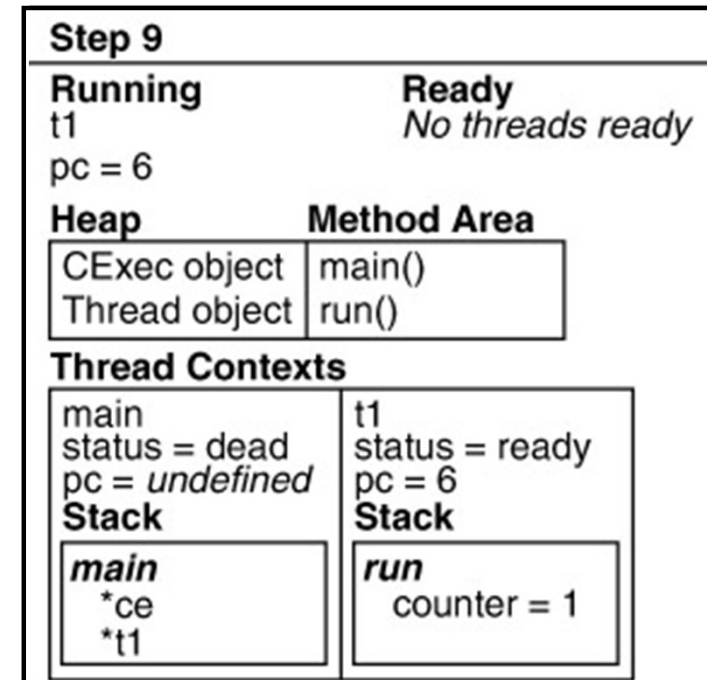 Step 9
Running Ready
t1 No threads ready
pc = 6
Heap Method Area
CExec object main()
Thread object run()
Thread Contexts
main t1
status = dead status = ready
pc = undefined pc = 6
Stack Stack
main run
*ce counter = 1
*t1